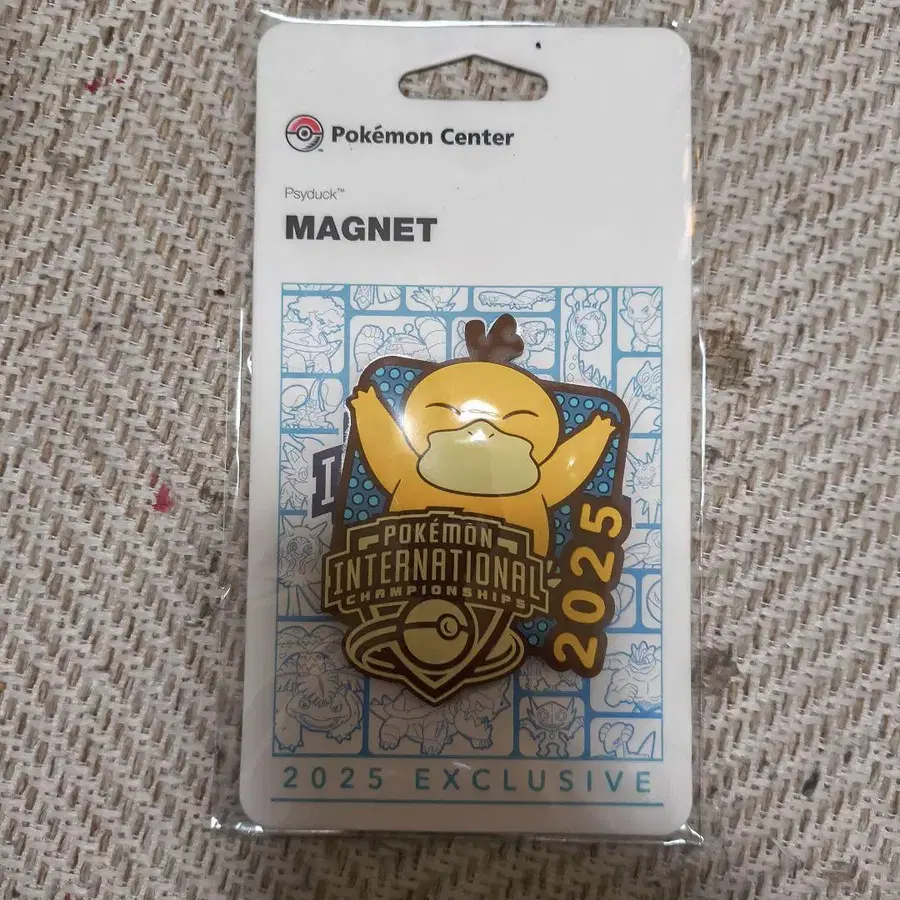 Pokémon Center
Psyduck™
MAGNET
POKÉMON
INTERNATIONAL
CHAMPIONSHIPS
2025
2025 EXCLUSIVE